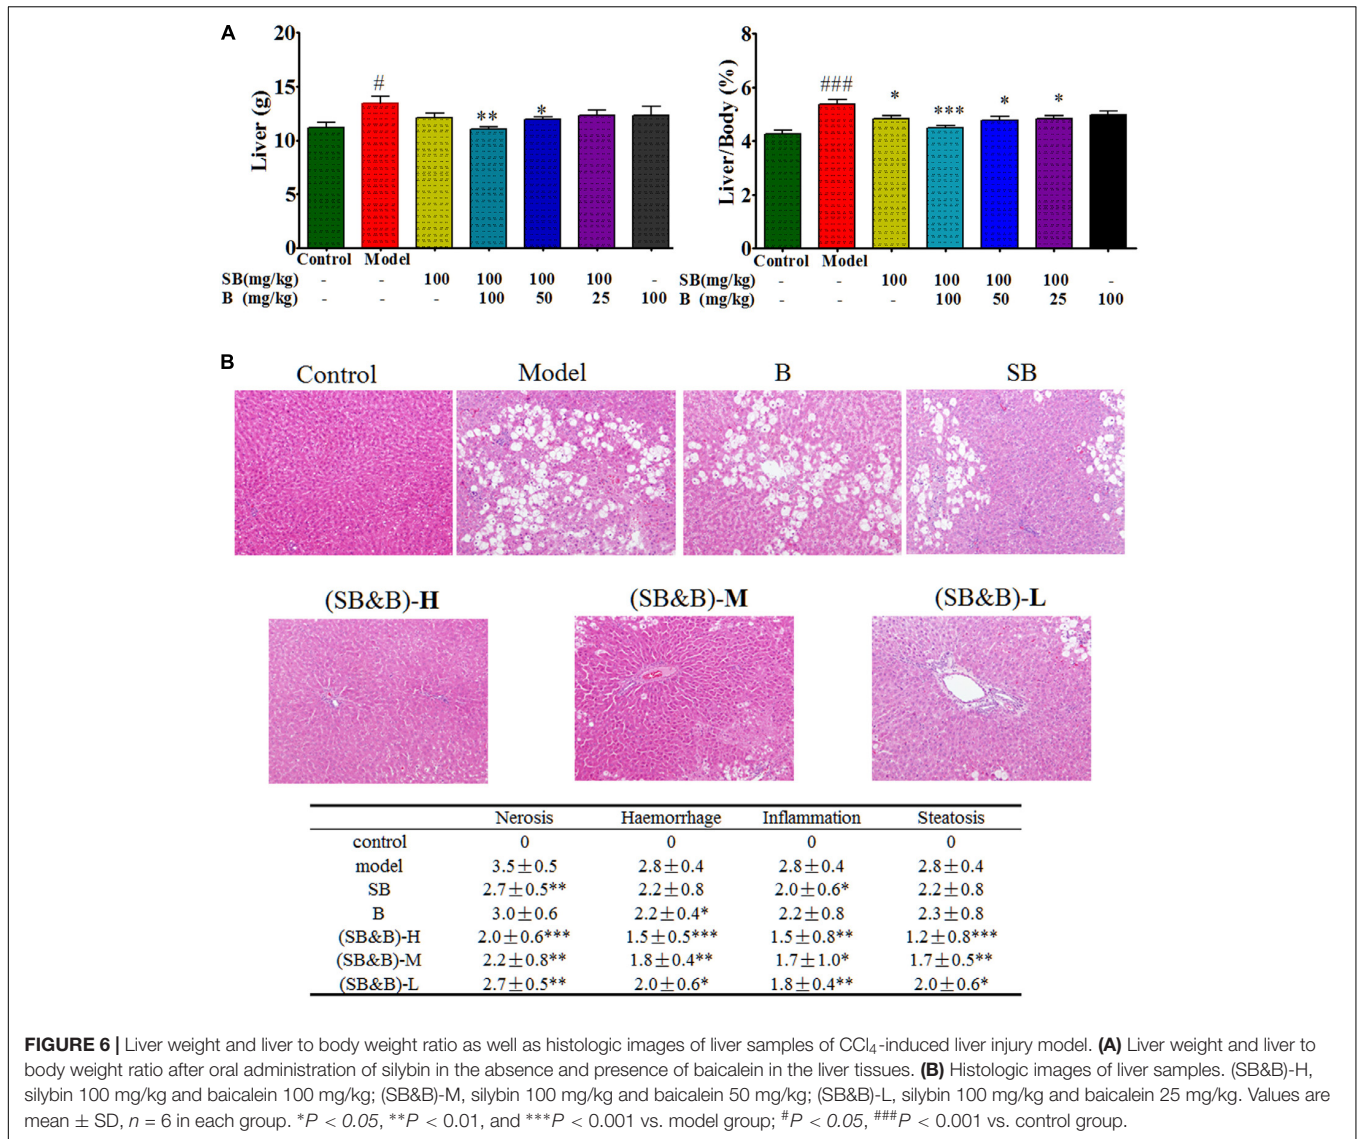 A
20
15
10
5
0
Liver (g)
#
**
*
Control Model
SB(mg/kg) - - 100 100 100 100 -
B (mg/kg) - - - 100 50 25 100
8
6
4
2
0
Liver/Body (%)
###
*
***
*
*
Control Model
SB(mg/kg) - - 100 100 100 100 -
B (mg/kg) - - - 100 50 25 100
B
Control Model B SB
(SB&B)-H (SB&B)-M (SB&B)-L
Nerosis Haemorrhage Inflammation Steatosis
control 0 0 0 0
model 3.5±0.5 2.8±0.4 2.8±0.4 2.8±0.4
SB 2.7±0.5** 2.2±0.8 2.0±0.6* 2.2±0.8
B 3.0±0.6 2.2±0.4* 2.2±0.8 2.3±0.8
(SB&B)-H 2.0±0.6*** 1.5±0.5*** 1.5±0.8** 1.2±0.8***
(SB&B)-M 2.2±0.8** 1.8±0.4** 1.7±1.0* 1.7±0.5**
(SB&B)-L 2.7±0.5** 2.0±0.6* 1.8±0.4** 2.0±0.6*
FIGURE 6 | Liver weight and liver to body weight ratio as well as histologic images of liver samples of CCl₄-induced liver injury model. (A) Liver weight and liver to
body weight ratio after oral administration of silybin in the absence and presence of baicalein in the liver tissues. (B) Histologic images of liver samples. (SB&B)-H,
silybin 100 mg/kg and baicalein 100 mg/kg; (SB&B)-M, silybin 100 mg/kg and baicalein 50 mg/kg; (SB&B)-L, silybin 100 mg/kg and baicalein 25 mg/kg. Values are
mean ± SD, n = 6 in each group. *P < 0.05, **P < 0.01, and ***P < 0.001 vs. model group; #P < 0.05, ###P < 0.001 vs. control group.